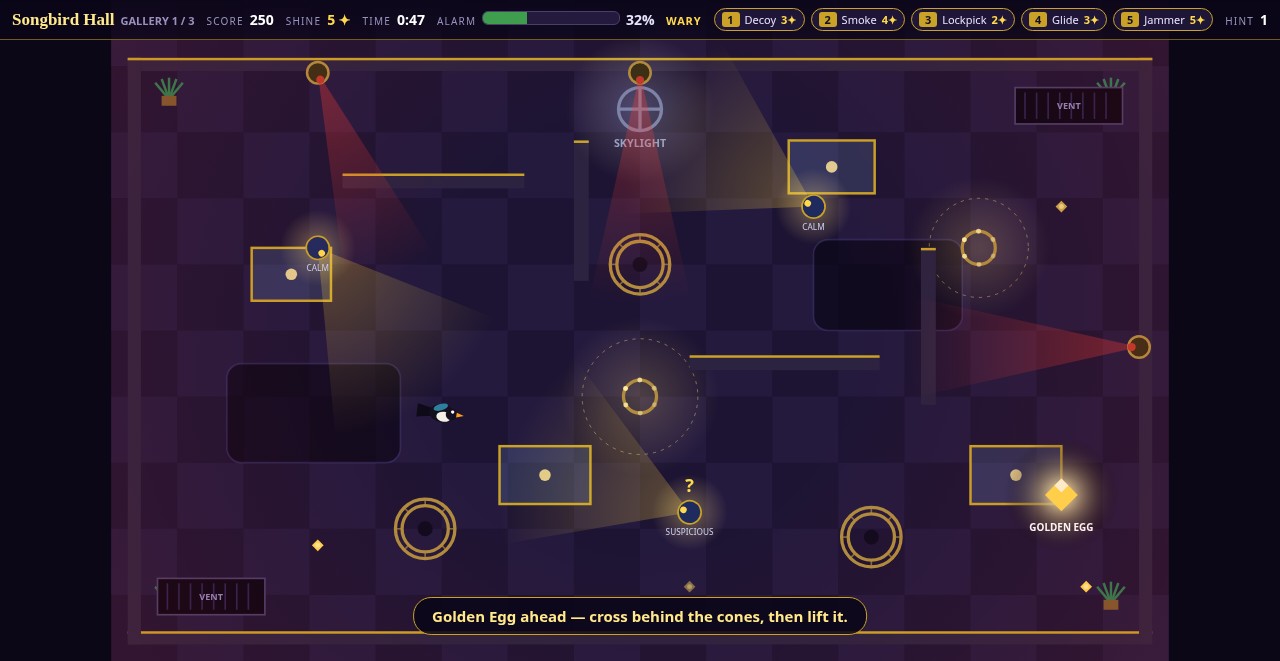 Songbird Hall GALLERY 1 / 3 SCORE 250 SHINE 5 ✦ TIME 0:47 ALARM 32% WARY 1 Decoy 3✦ 2 Smoke 4✦ 3 Lockpick 2✦ 4 Glide 3✦ 5 Jammer 5✦ HINT 1
VENT
SKYLIGHT
CALM
CALM
?
SUSPICIOUS
GOLDEN EGG
VENT
Golden Egg ahead — cross behind the cones, then lift it.